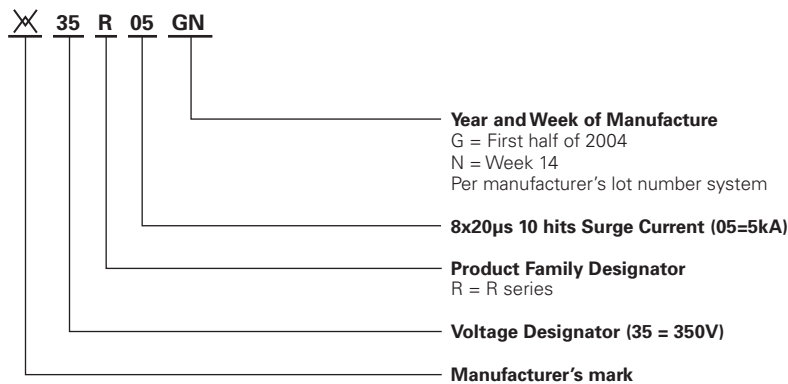 35 R 05 GN
Year and Week of Manufacture
G = First half of 2004
N = Week 14
Per manufacturer's lot number system
8x20µs 10 hits Surge Current (05=5kA)
Product Family Designator
R = R series
Voltage Designator (35 = 350V)
Manufacturer's mark